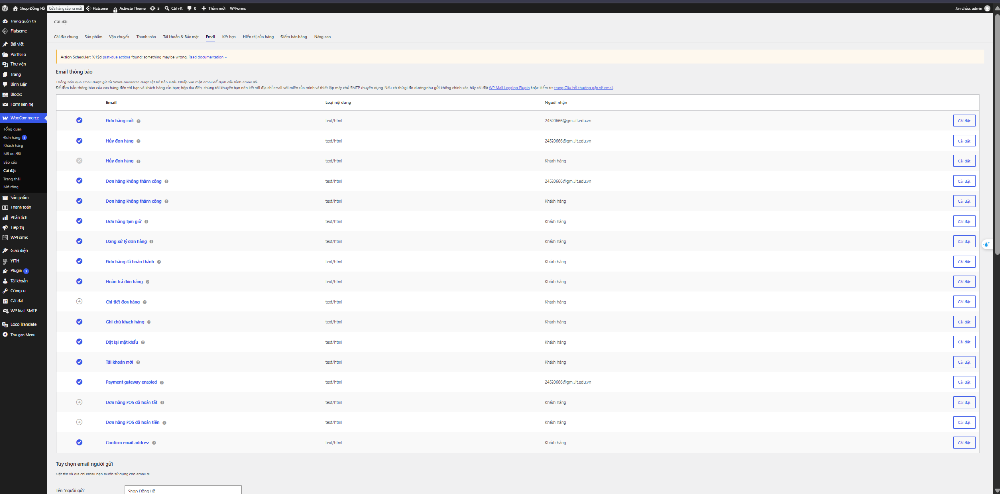 Shop Đồng Hồ Cửa hàng sắp ra mắt Flatsome Activate Theme 5 Ctrl+K 0 Thêm mới WPForms Xin chào, admin
Trang quản trị
Flatsome
Bài viết
Portfolio
Thư viện
Trang
Bình luận
Blocks
Form liên hệ
WooCommerce
Tổng quan
Đơn hàng 1
Khách hàng
Mã ưu đãi
Báo cáo
Cài đặt
Trạng thái
Mở rộng
Sản phẩm
Thanh toán
Phân tích
Tiếp thị
WPForms
Giao diện
YITH
Plugin 3
Tài khoản
Công cụ
Cài đặt
WP Mail SMTP
Loco Translate
Thu gọn Menu
Cài đặt
Cài đặt chung Sản phẩm Vận chuyển Thanh toán Tài khoản & Bảo mật Email Kết hợp Hiển thị cửa hàng Điểm bán hàng Nâng cao
Action Scheduler: %1$d past-due actions found; something may be wrong. Read documentation »
Email thông báo
Thông báo qua email được gửi từ WooCommerce được liệt kê bên dưới. Nhấp vào một email để định cấu hình email đó.
Để đảm bảo thông báo của cửa hàng đến với bạn và khách hàng của bạn; hộp thư đến, chúng tôi khuyên bạn nên kết nối địa chỉ email với miền của mình và thiết lập máy chủ SMTP chuyên dụng. Nếu có thứ gì đó dường như gửi không chính xác, hãy cài đặt WP Mail Logging Plugin hoặc kiểm tra trang Câu hỏi thường gặp về email.
Email Loại nội dung Người nhận
Đơn hàng mới text/html 24520666@gm.uit.edu.vn Cài đặt
Hủy đơn hàng text/html 24520666@gm.uit.edu.vn Cài đặt
Hủy đơn hàng text/html Khách hàng Cài đặt
Đơn hàng không thành công text/html 24520666@gm.uit.edu.vn Cài đặt
Đơn hàng không thành công text/html Khách hàng Cài đặt
Đơn hàng tạm giữ text/html Khách hàng Cài đặt
Đang xử lý đơn hàng text/html Khách hàng Cài đặt
Đơn hàng đã hoàn thành text/html Khách hàng Cài đặt
Hoàn trả đơn hàng text/html Khách hàng Cài đặt
Chi tiết đơn hàng text/html Khách hàng Cài đặt
Ghi chú khách hàng text/html Khách hàng Cài đặt
Đặt lại mật khẩu text/html Khách hàng Cài đặt
Tài khoản mới text/html Khách hàng Cài đặt
Payment gateway enabled text/html 24520666@gm.uit.edu.vn Cài đặt
Đơn hàng POS đã hoàn tất text/html Khách hàng Cài đặt
Đơn hàng POS đã hoàn tiền text/html Khách hàng Cài đặt
Confirm email address text/html Khách hàng Cài đặt
Tùy chọn email người gửi
Đặt tên và địa chỉ email bạn muốn sử dụng cho email đi.
Tên "người gửi" Shop Đồng Hồ